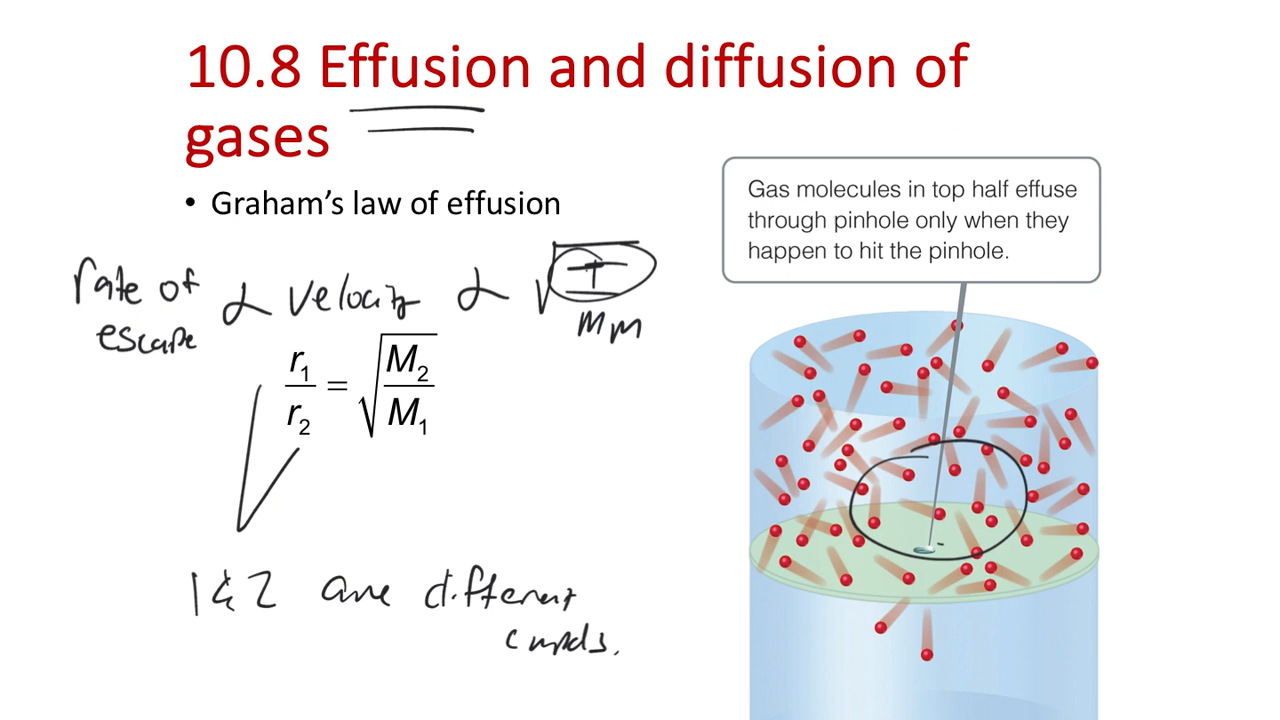 10.8 Effusion and diffusion of
gases
• Graham's law of effusion
Gas molecules in top half effuse
through pinhole only when they
happen to hit the pinhole.
rate of escape ∝ velocity ∝ √(T/MM)
r₁/r₂ = √(M₂/M₁)
1 & 2 are different
cmpds.